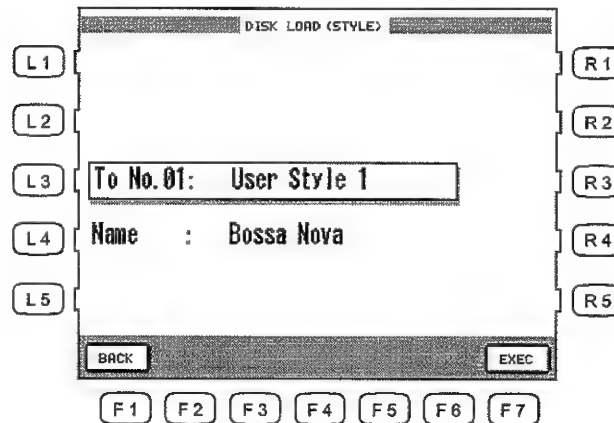 DISK LOAD (STYLE)
L1 R1
L2 R2
L3 To No.01: User Style 1 R3
L4 Name : Bossa Nova R4
L5 R5
BACK EXEC
F1 F2 F3 F4 F5 F6 F7